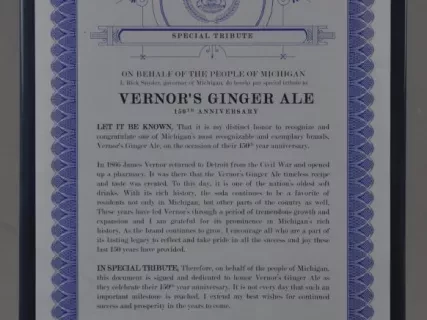 SPECIAL TRIBUTE
ON BEHALF OF THE PEOPLE OF MICHIGAN
I, Rick Snyder, governor of Michigan, do hereby pay special tribute to
VERNOR'S GINGER ALE
150TH ANNIVERSARY
LET IT BE KNOWN, That it is my distinct honor to recognize and
congratulate one of Michigan's most recognizable and exemplary brands,
Vernor's Ginger Ale, on the occasion of their 150th year anniversary.
In 1866 James Vernor returned to Detroit from the Civil War and opened
up a pharmacy. It was there that the Vernor's Ginger Ale timeless recipe
and taste was created. To this day, it is one of the nation's oldest soft
drinks. With its rich history, the soda continues to be a favorite of
residents not only in Michigan, but other parts of the country as well.
These years have led Vernor's through a period of tremendous growth and
expansion and I am grateful for its prominence in Michigan's rich
history. As the brand continues to grow, I encourage all who are a part of
its lasting legacy to reflect and take pride in all the success and joy these
last 150 years have provided.
IN SPECIAL TRIBUTE, Therefore, on behalf of the people of Michigan,
this document is signed and dedicated to honor Vernor's Ginger Ale as
they celebrate their 150th year anniversary. It is not every day that such an
important milestone is reached. I extend my best wishes for continued
success and prosperity in the years to come.